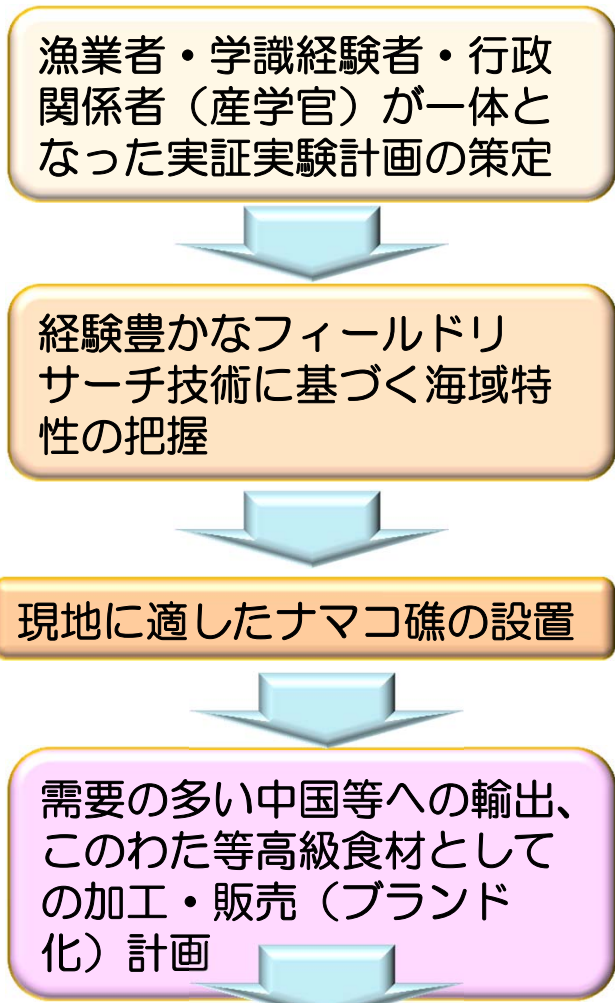 漁業者・学識経験者・行政
関係者（産学官）が一体と
なった実証実験計画の策定
経験豊かなフィールドリ
サーチ技術に基づく海域特
性の把握
現地に適したナマコ礁の設置
需要の多い中国等への輸出、
このわた等高級食材として
の加工・販売（ブランド
化）計画